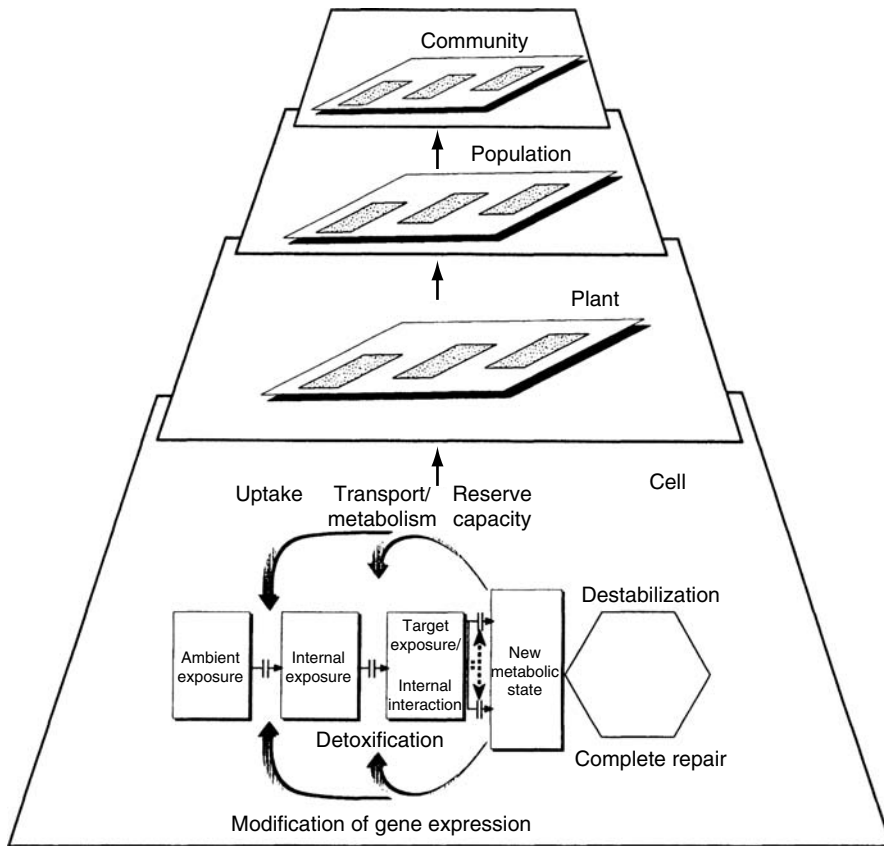 Community
Population
Plant
Cell
Uptake
Transport/
metabolism
Reserve
capacity
Destabilization
Ambient
exposure
Internal
exposure
Target
exposure/
Internal
interaction
New
metabolic
state
Detoxification
Complete repair
Modification of gene expression